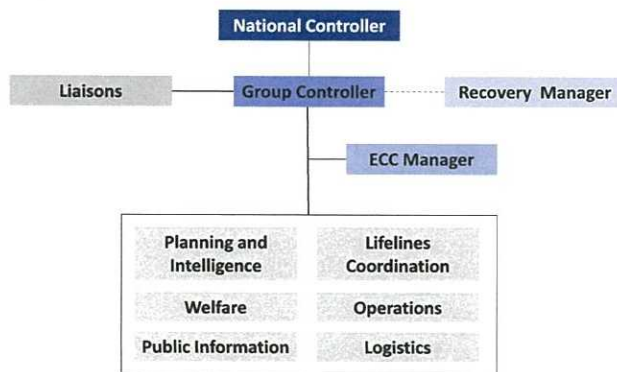 National Controller
Liaisons
Group Controller
Recovery Manager
ECC Manager
Planning and
Intelligence
Lifelines
Coordination
Welfare
Operations
Public Information
Logistics